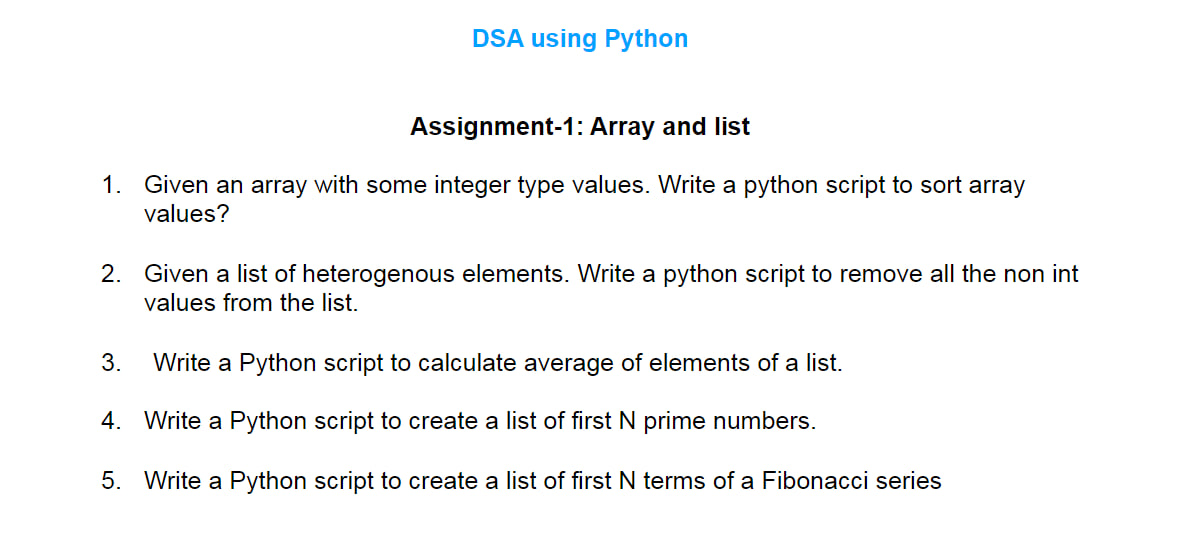 DSA using Python
Assignment-1: Array and list
1. Given an array with some integer type values. Write a python script to sort array
values?
2. Given a list of heterogenous elements. Write a python script to remove all the non int
values from the list.
3. Write a Python script to calculate average of elements of a list.
4. Write a Python script to create a list of first N prime numbers.
5. Write a Python script to create a list of first N terms of a Fibonacci series